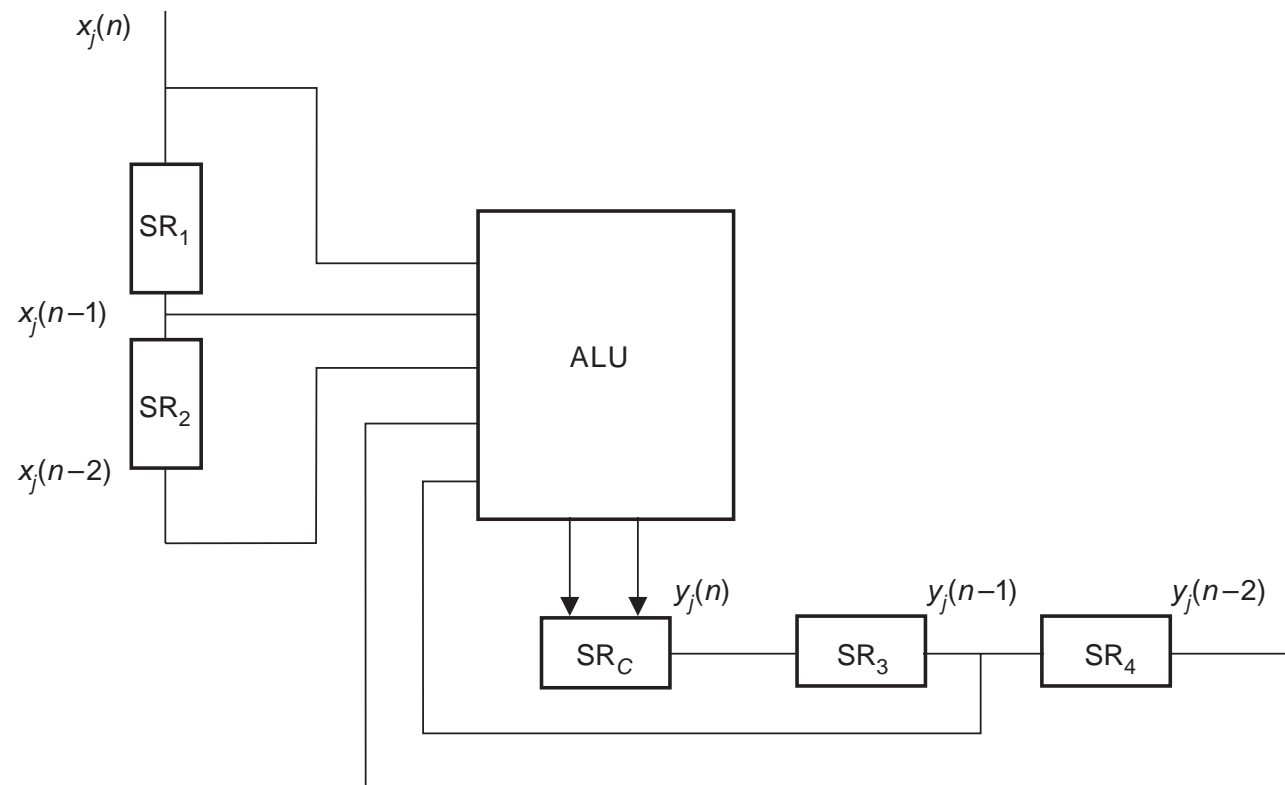 xj(n)
SR1
xj(n–1)
ALU
SR2
xj(n–2)
yj(n)
yj(n–1)
yj(n–2)
SRC
SR3
SR4